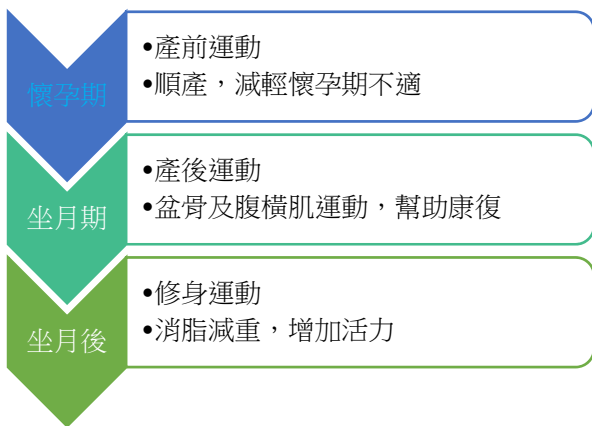 懷孕期
•產前運動
•順產，減輕懷孕期不適
坐月期
•產後運動
•盆骨及腹橫肌運動，幫助康復
坐月後
•修身運動
•消脂減重，增加活力